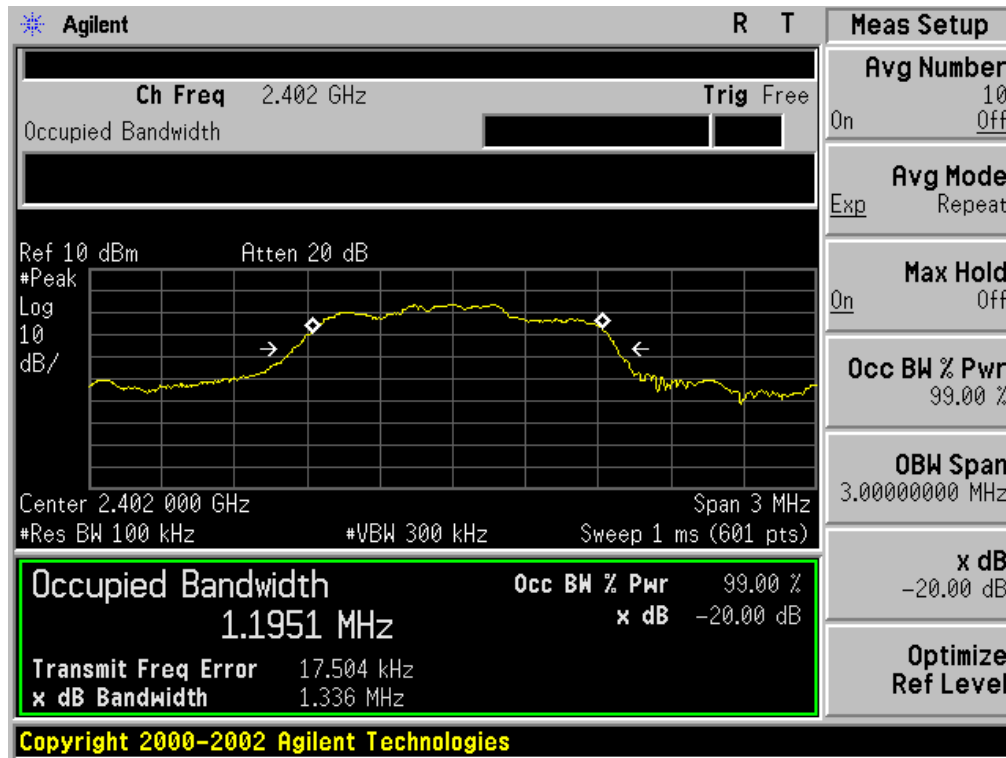 Agilent R T
Ch Freq 2.402 GHz Trig Free
Occupied Bandwidth
Ref 10 dBm Atten 20 dB
#Peak
Log
10
dB/
Center 2.402 000 GHz Span 3 MHz
#Res BW 100 kHz #VBW 300 kHz Sweep 1 ms (601 pts)
Occupied Bandwidth Occ BW % Pwr 99.00 %
1.1951 MHz x dB -20.00 dB
Transmit Freq Error 17.504 kHz
x dB Bandwidth 1.336 MHz
Copyright 2000-2002 Agilent Technologies
Meas Setup
Avg Number
10
On Off
Avg Mode
Exp Repeat
Max Hold
On Off
Occ BW % Pwr
99.00 %
OBW Span
3.00000000 MHz
x dB
-20.00 dB
Optimize
Ref Level